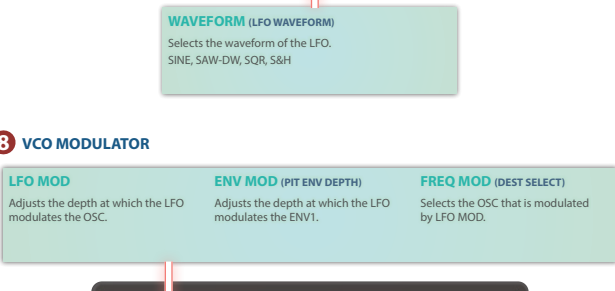 WAVEFORM (LFO WAVEFORM)
Selects the waveform of the LFO.
SINE, SAW-DW, SQR, S&H
8 VCO MODULATOR
LFO MOD
Adjusts the depth at which the LFO
modulates the OSC.
ENV MOD (PIT ENV DEPTH)
Adjusts the depth at which the LFO
modulates the ENV1.
FREQ MOD (DEST SELECT)
Selects the OSC that is modulated
by LFO MOD.